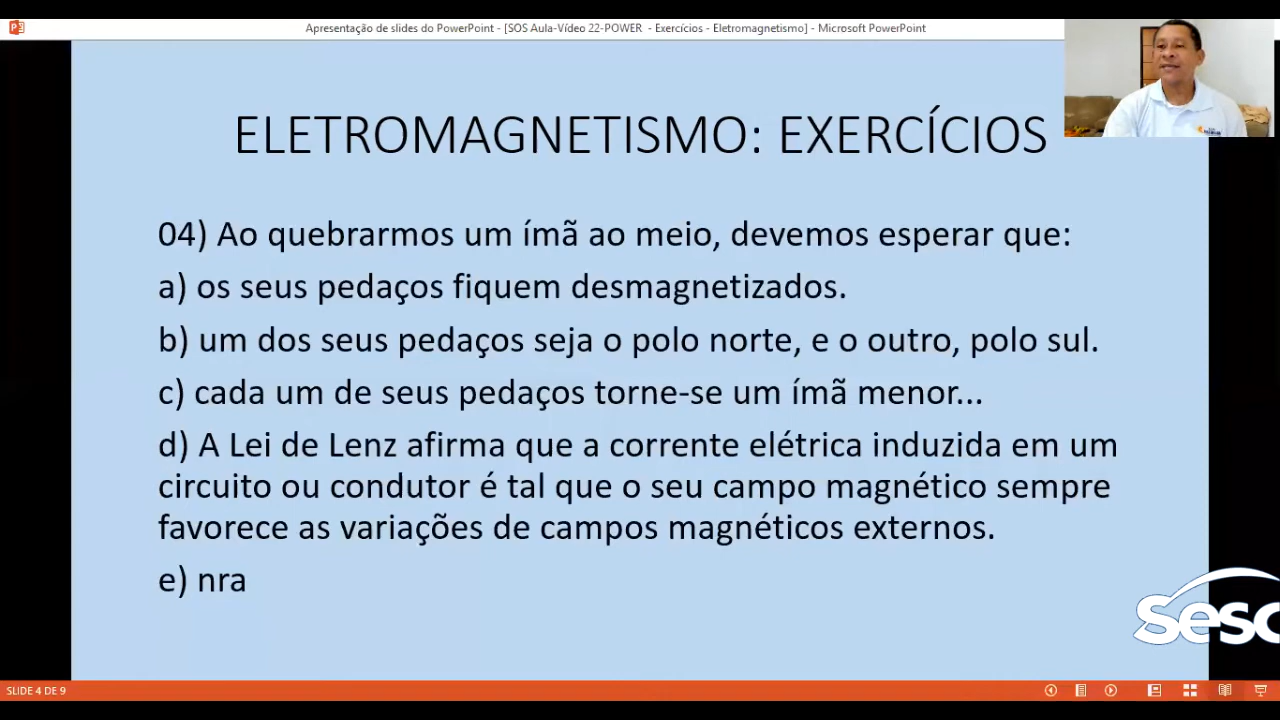 Apresentação de slides do PowerPoint - [SOS Aula-Vídeo 22-POWER - Exercícios - Eletromagnetismo] - Microsoft PowerPoint
ELETROMAGNETISMO: EXERCÍCIOS
04) Ao quebrarmos um ímã ao meio, devemos esperar que:
a) os seus pedaços fiquem desmagnetizados.
b) um dos seus pedaços seja o polo norte, e o outro, polo sul.
c) cada um de seus pedaços torne-se um ímã menor...
d) A Lei de Lenz afirma que a corrente elétrica induzida em um
circuito ou condutor é tal que o seu campo magnético sempre
favorece as variações de campos magnéticos externos.
e) nra
Sesc
SLIDE 4 DE 9